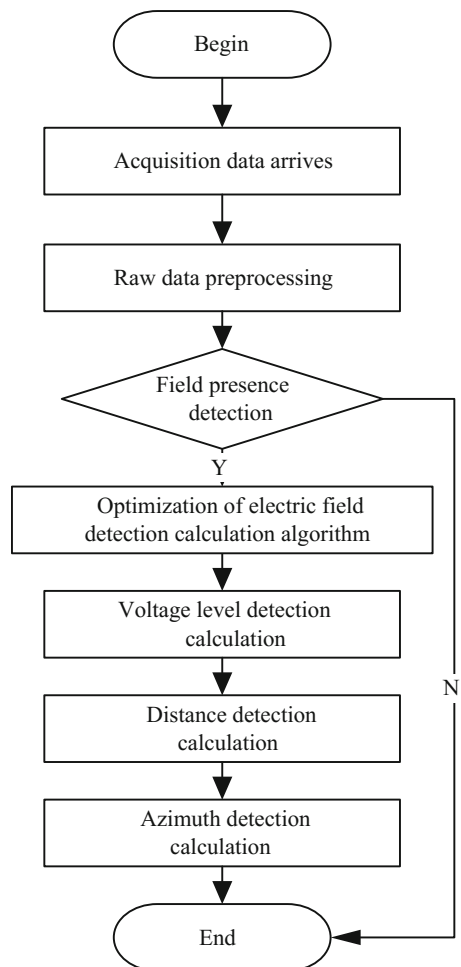 Begin
Acquisition data arrives
Raw data preprocessing
Field presence
detection
Y
Optimization of electric field
detection calculation algorithm
Voltage level detection
calculation
N
Distance detection
calculation
Azimuth detection
calculation
End